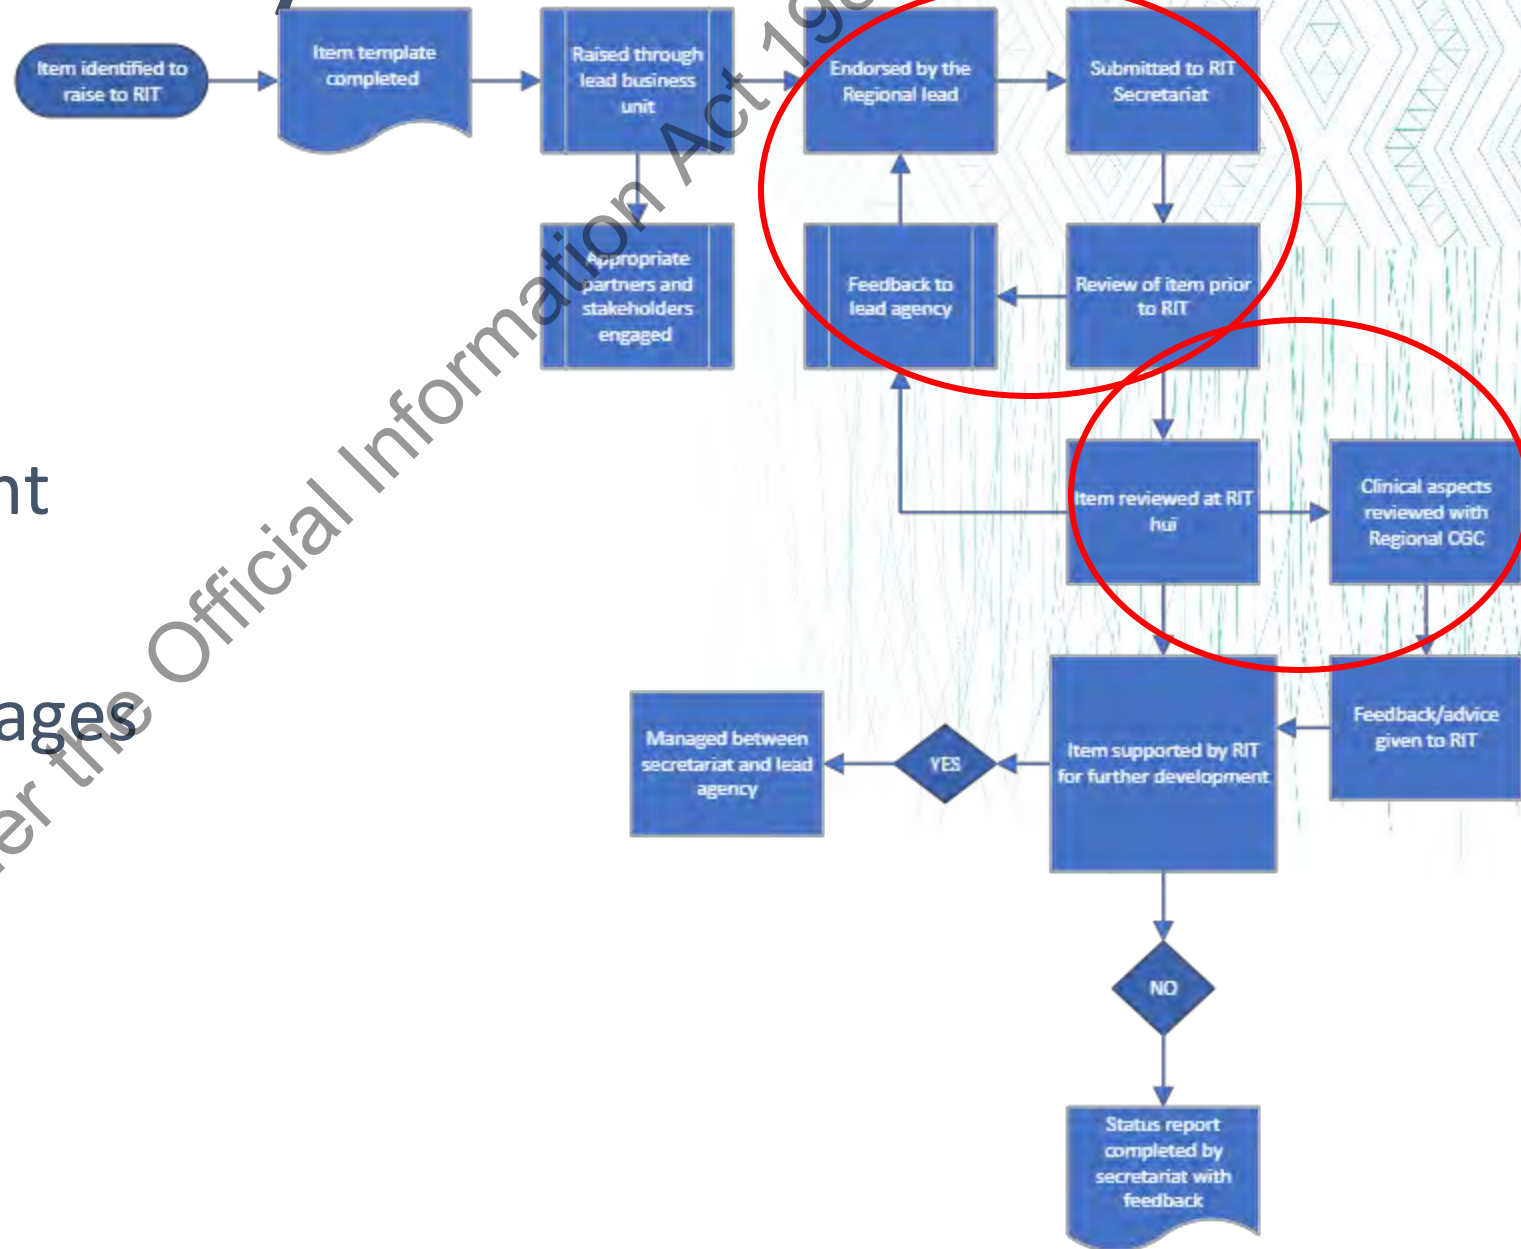 Item identified to
raise to RIT
Item template
completed
Raised through
lead business
unit
Endorsed by the
Regional lead
Submitted to RIT
Secretariat
Appropriate
partners and
stakeholders
engaged
Feedback to
lead agency
Review of item prior
to RIT
Item reviewed at RIT
hui
Clinical aspects
reviewed with
Regional OGC
Managed between
secretariat and lead
agency
YES
Item supported by RIT
for further development
Feedback/advice
given to RIT
NO
Status report
completed by
secretariat with
feedback
nt
ages
er the Official Information Act 198